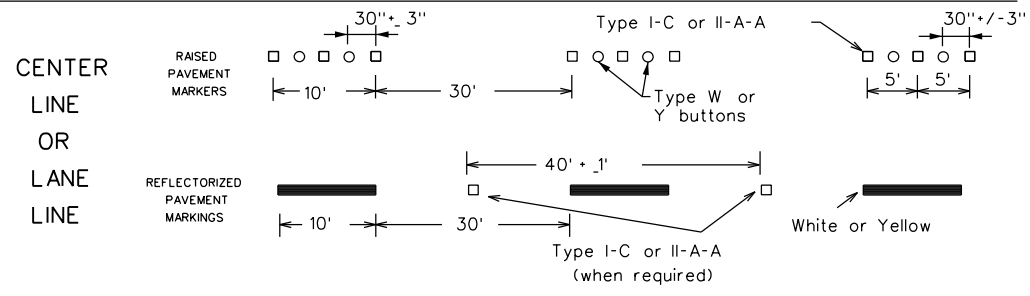 30"+_ 3"
Type I-C or II-A-A
30"+/-3"
CENTER
LINE
OR
LANE
LINE
RAISED
PAVEMENT
MARKERS
10'
30'
Type W or
Y buttons
5'
5'
40' + _1'
REFLECTORIZED
PAVEMENT
MARKINGS
10'
30'
Type I-C or II-A-A
(when required)
White or Yellow